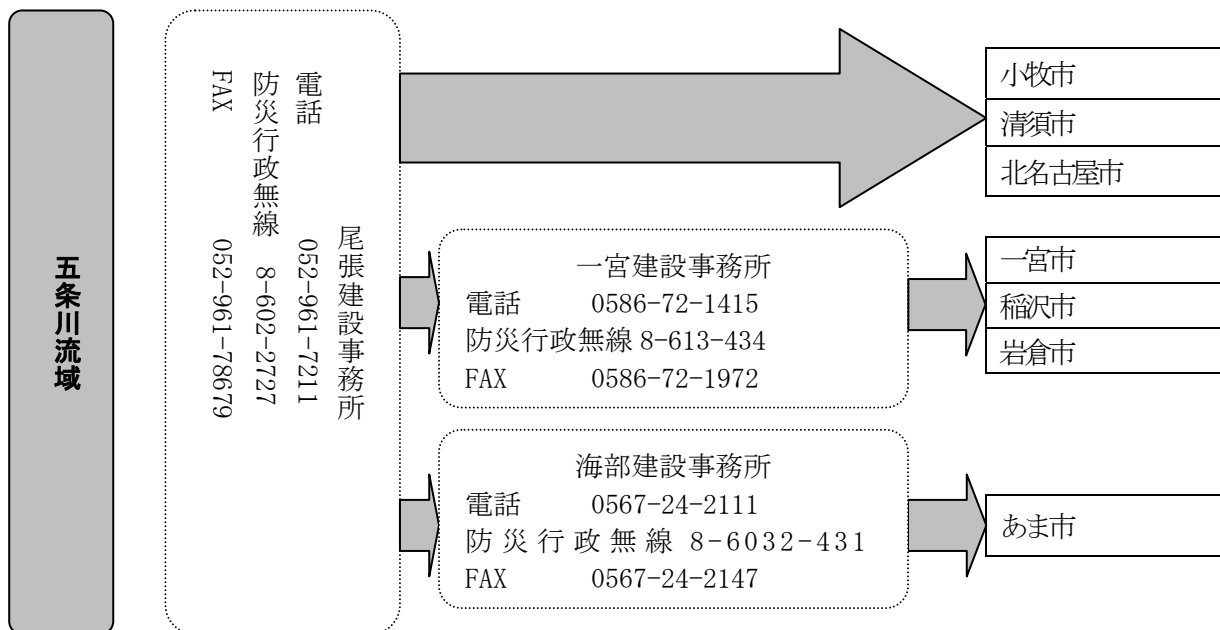 五条川流域
尾張建設事務所
電話 052-961-7211
防災行政無線 8-602-2727
FAX 052-961-78679
小牧市
清須市
北名古屋市
一宮建設事務所
電話 0586-72-1415
防災行政無線 8-613-434
FAX 0586-72-1972
一宮市
稲沢市
岩倉市
海部建設事務所
電話 0567-24-2111
防災行政無線 8-6032-431
FAX 0567-24-2147
あま市